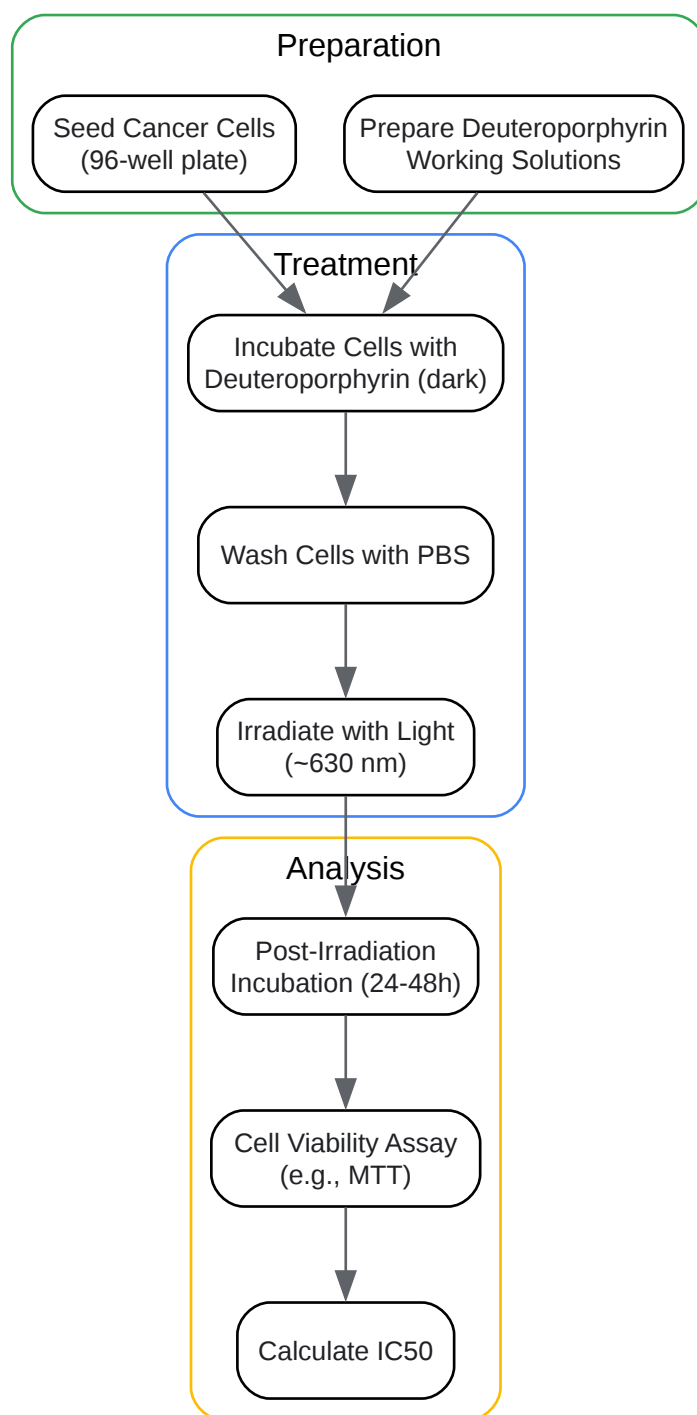 Preparation
Seed Cancer Cells
(96-well plate)
Prepare Deuteroporphyrin
Working Solutions
Treatment
Incubate Cells with
Deuteroporphyrin (dark)
Wash Cells with PBS
Irradiate with Light
(~630 nm)
Analysis
Post-Irradiation
Incubation (24-48h)
Cell Viability Assay
(e.g., MTT)
Calculate IC50